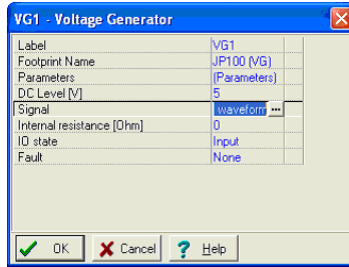 VG1 - Voltage Generator
Label VG1
Footprint Name JP100 (VG)
Parameters (Parameters)
DC Level [V] 5
Signal waveform ...
Internal resistance [Ohm] 0
IO state Input
Fault None
OK Cancel ? Help